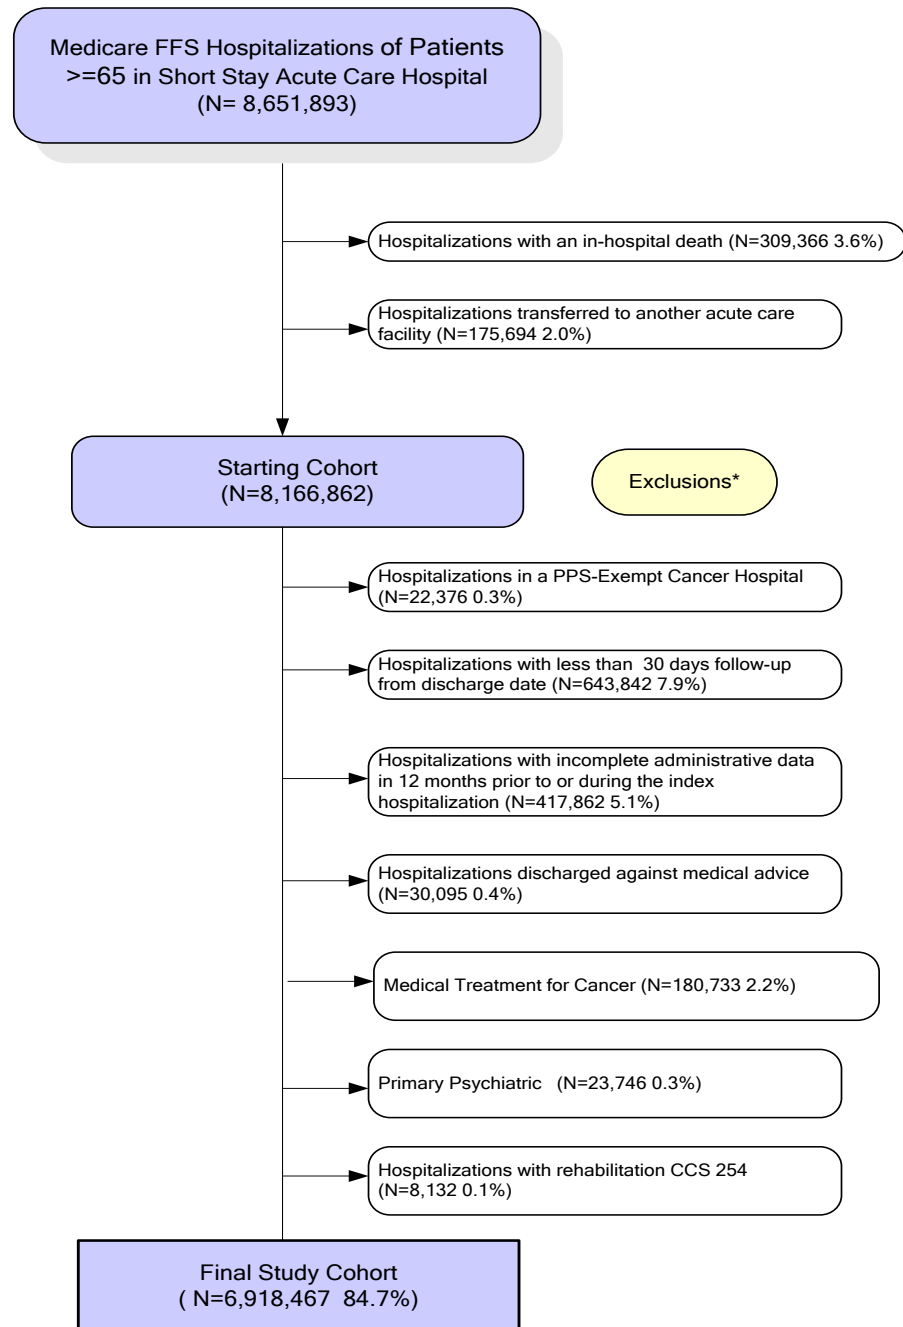 Medicare FFS Hospitalizations of Patients
>=65 in Short Stay Acute Care Hospital
(N= 8,651,893)
Hospitalizations with an in-hospital death (N=309,366 3.6%)
Hospitalizations transferred to another acute care
facility (N=175,694 2.0%)
Starting Cohort
(N=8,166,862)
Exclusions*
Hospitalizations in a PPS-Exempt Cancer Hospital
(N=22,376 0.3%)
Hospitalizations with less than 30 days follow-up
from discharge date (N=643,842 7.9%)
Hospitalizations with incomplete administrative data
in 12 months prior to or during the index
hospitalization (N=417,862 5.1%)
Hospitalizations discharged against medical advice
(N=30,095 0.4%)
Medical Treatment for Cancer (N=180,733 2.2%)
Primary Psychiatric (N=23,746 0.3%)
Hospitalizations with rehabilitation CCS 254
(N=8,132 0.1%)
Final Study Cohort
( N=6,918,467 84.7%)